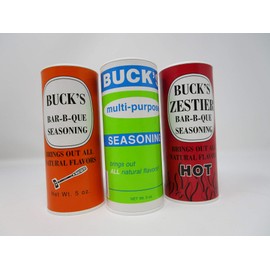 BUCK'S
BAR-B-QUE
SEASONING
BRINGS OUT ALL
NATURAL FLAVORS
Net Wt. 5 oz
BUCK'S
multi-purpose
SEASONING
brings out
ALL natural flavors
BUCK'S
ZESTIER
BAR-B-QUE
SEASONING
BRINGS OUT ALL
NATURAL FLAVORS
HOT